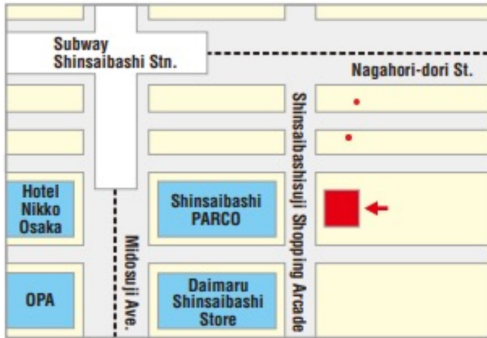 Subway
Shinsaibashi Stn.
Nagahori-dori St.
Shinsaibashisuji Shopping Arcade
Hotel
Nikko
Osaka
Shinsaibashi
PARCO
Midosuji Ave.
OPA
Daimaru
Shinsaibashi
Store